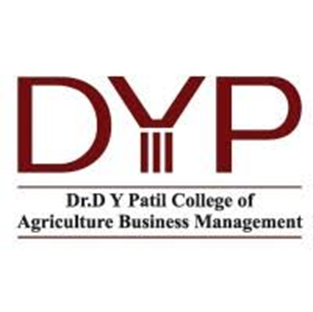 DYP
Dr.D Y Patil College of
Agriculture Business Management